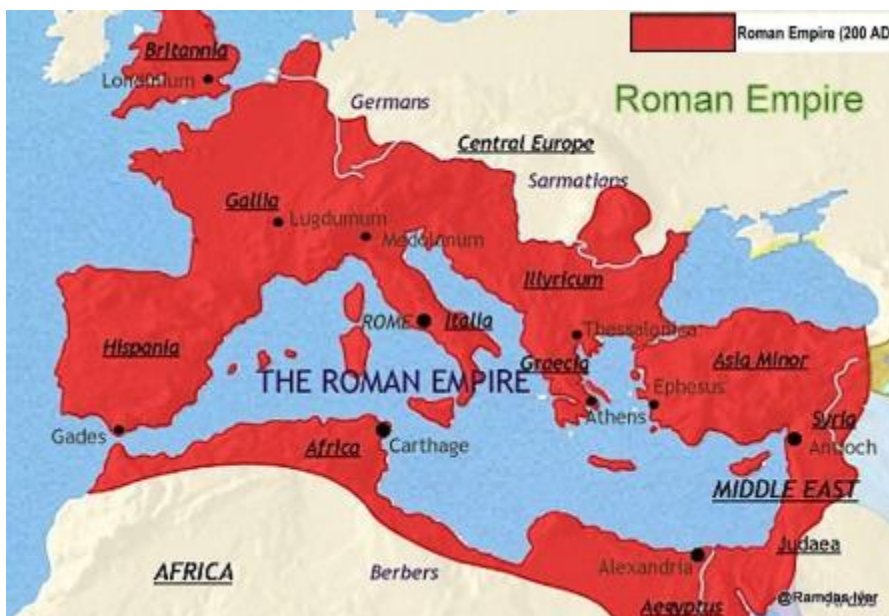 Britannia
Roman Empire (200 AD
Londinium
Germans
Roman Empire
Central Europe
Sarmatians
Gallia
Lugdumum
Medolanum
Illyricum
ROME
Italia
Thessalonica
Hispania
Graecia
Asia Minor
THE ROMAN EMPIRE
Ephesus
Athens
Syria
Gades
Africa
Carthage
Antioch
MIDDLE EAST
Judaea
AFRICA
Berbers
Alexandria
Aegyptus
@Ramdas Iyer